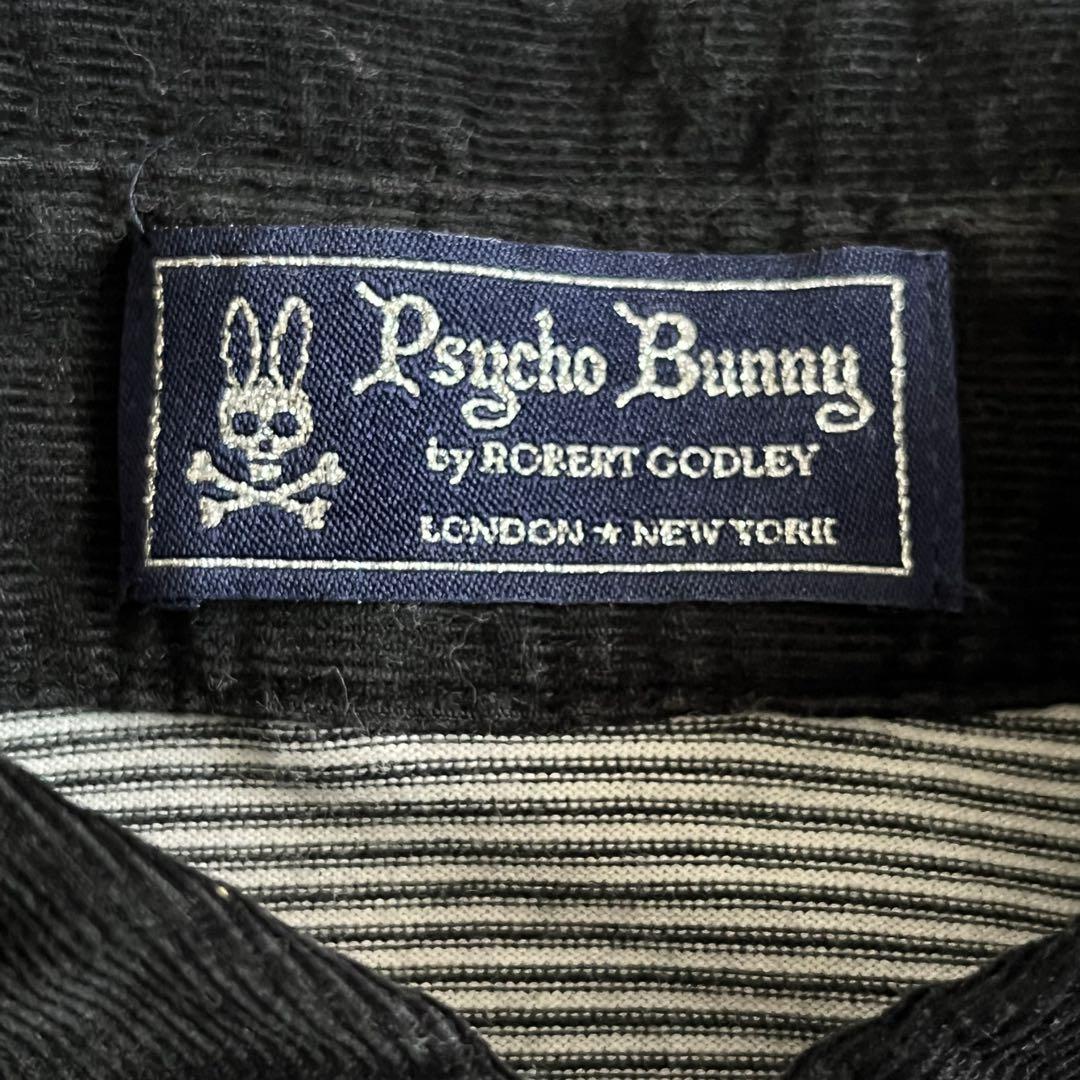 Psycho Bunny
by ROBERT GODLEY
LONDON ★ NEW YORK